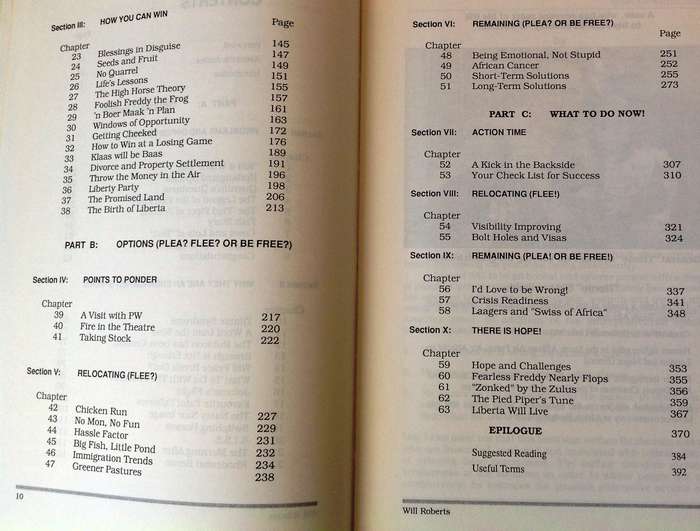 Section III: HOW YOU CAN WIN
Chapter Page
23 Blessings in Disguise 145
24 Seeds and Fruit 147
25 No Quarrel 149
26 Life's Lessons 151
27 The High Horse Theory 155
28 Foolish Freddy the Frog 157
29 'n Boer Maak 'n Plan 161
30 Windows of Opportunity 163
31 Getting Cheeked 172
32 How to Win at a Losing Game 176
33 Klaas will be Baas 189
34 Divorce and Property Settlement 191
35 Throw the Money in the Air 196
36 Liberty Party 198
37 The Promised Land 206
38 The Birth of Liberta 213
PART B: OPTIONS (PLEA? FLEE? OR BE FREE?)
Section IV: POINTS TO PONDER
Chapter
39 A Visit with PW 217
40 Fire in the Theatre 220
41 Taking Stock 222
Section V: RELOCATING (FLEE?)
Chapter
42 Chicken Run 227
43 No Mon, No Fun 229
44 Hassle Factor 231
45 Big Fish, Little Pond 232
46 Immigration Trends 234
47 Greener Pastures 238
10
Section VI: REMAINING (PLEA? OR BE FREE?)
Page
Chapter
48 Being Emotional, Not Stupid 251
49 African Cancer 252
50 Short-Term Solutions 255
51 Long-Term Solutions 273
PART C: WHAT TO DO NOW!
Section VII: ACTION TIME
Chapter
52 A Kick in the Backside 307
53 Your Check List for Success 310
Section VIII: RELOCATING (FLEE!)
Chapter
54 Visibility Improving 321
55 Bolt Holes and Visas 324
Section IX: REMAINING (PLEA! OR BE FREE!)
Chapter
56 I'd Love to be Wrong! 337
57 Crisis Readiness 341
58 Laagers and "Swiss of Africa" 348
Section X: THERE IS HOPE!
Chapter
59 Hope and Challenges 353
60 Fearless Freddy Nearly Flops 355
61 "Zonked" by the Zulus 356
62 The Pied Piper's Tune 359
63 Liberta Will Live 367
EPILOGUE 370
Suggested Reading 384
Useful Terms 392
Will Roberts